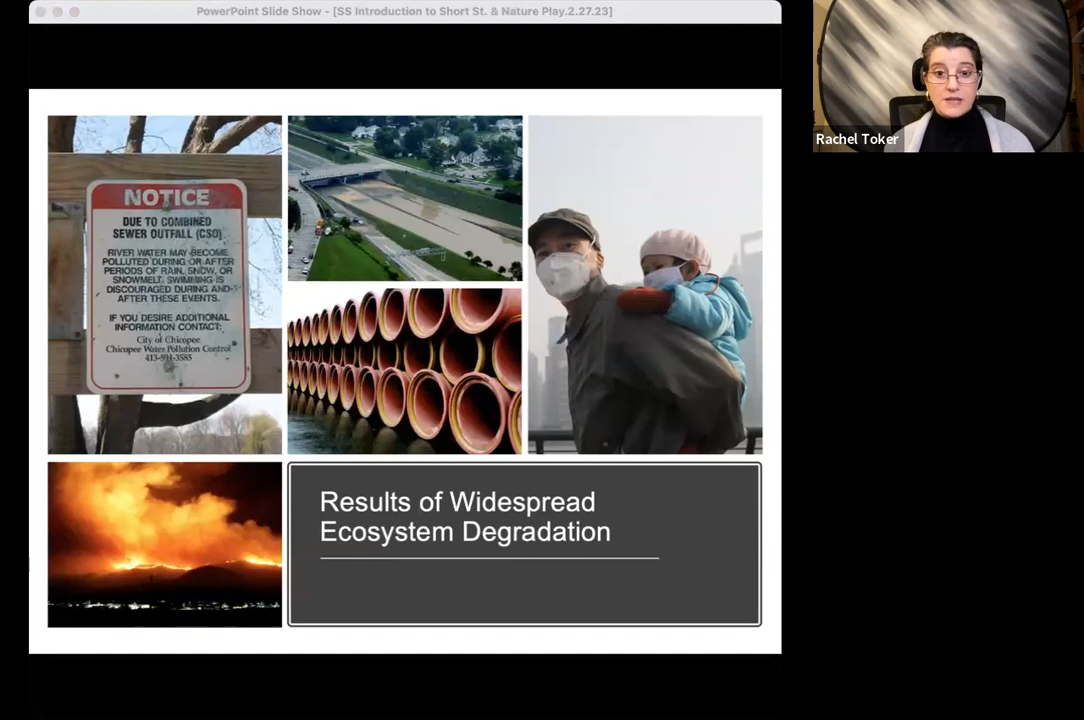 PowerPoint Slide Show - [SS Introduction to Short St. & Nature Play.2.27.23]
Rachel Toker
NOTICE
DUE TO COMBINED
SEWER OUTFALL (CSO)
RIVER WATER MAY BECOME
POLLUTED DURING OR AFTER
PERIODS OF RAIN, SNOW, OR
SNOWMELT. SWIMMING IS
DISCOURAGED DURING AND
AFTER THESE EVENTS.
IF YOU DESIRE ADDITIONAL
INFORMATION CONTACT:
City of Chicopee
Chicopee Water Pollution Control
413-594-3585
Results of Widespread
Ecosystem Degradation